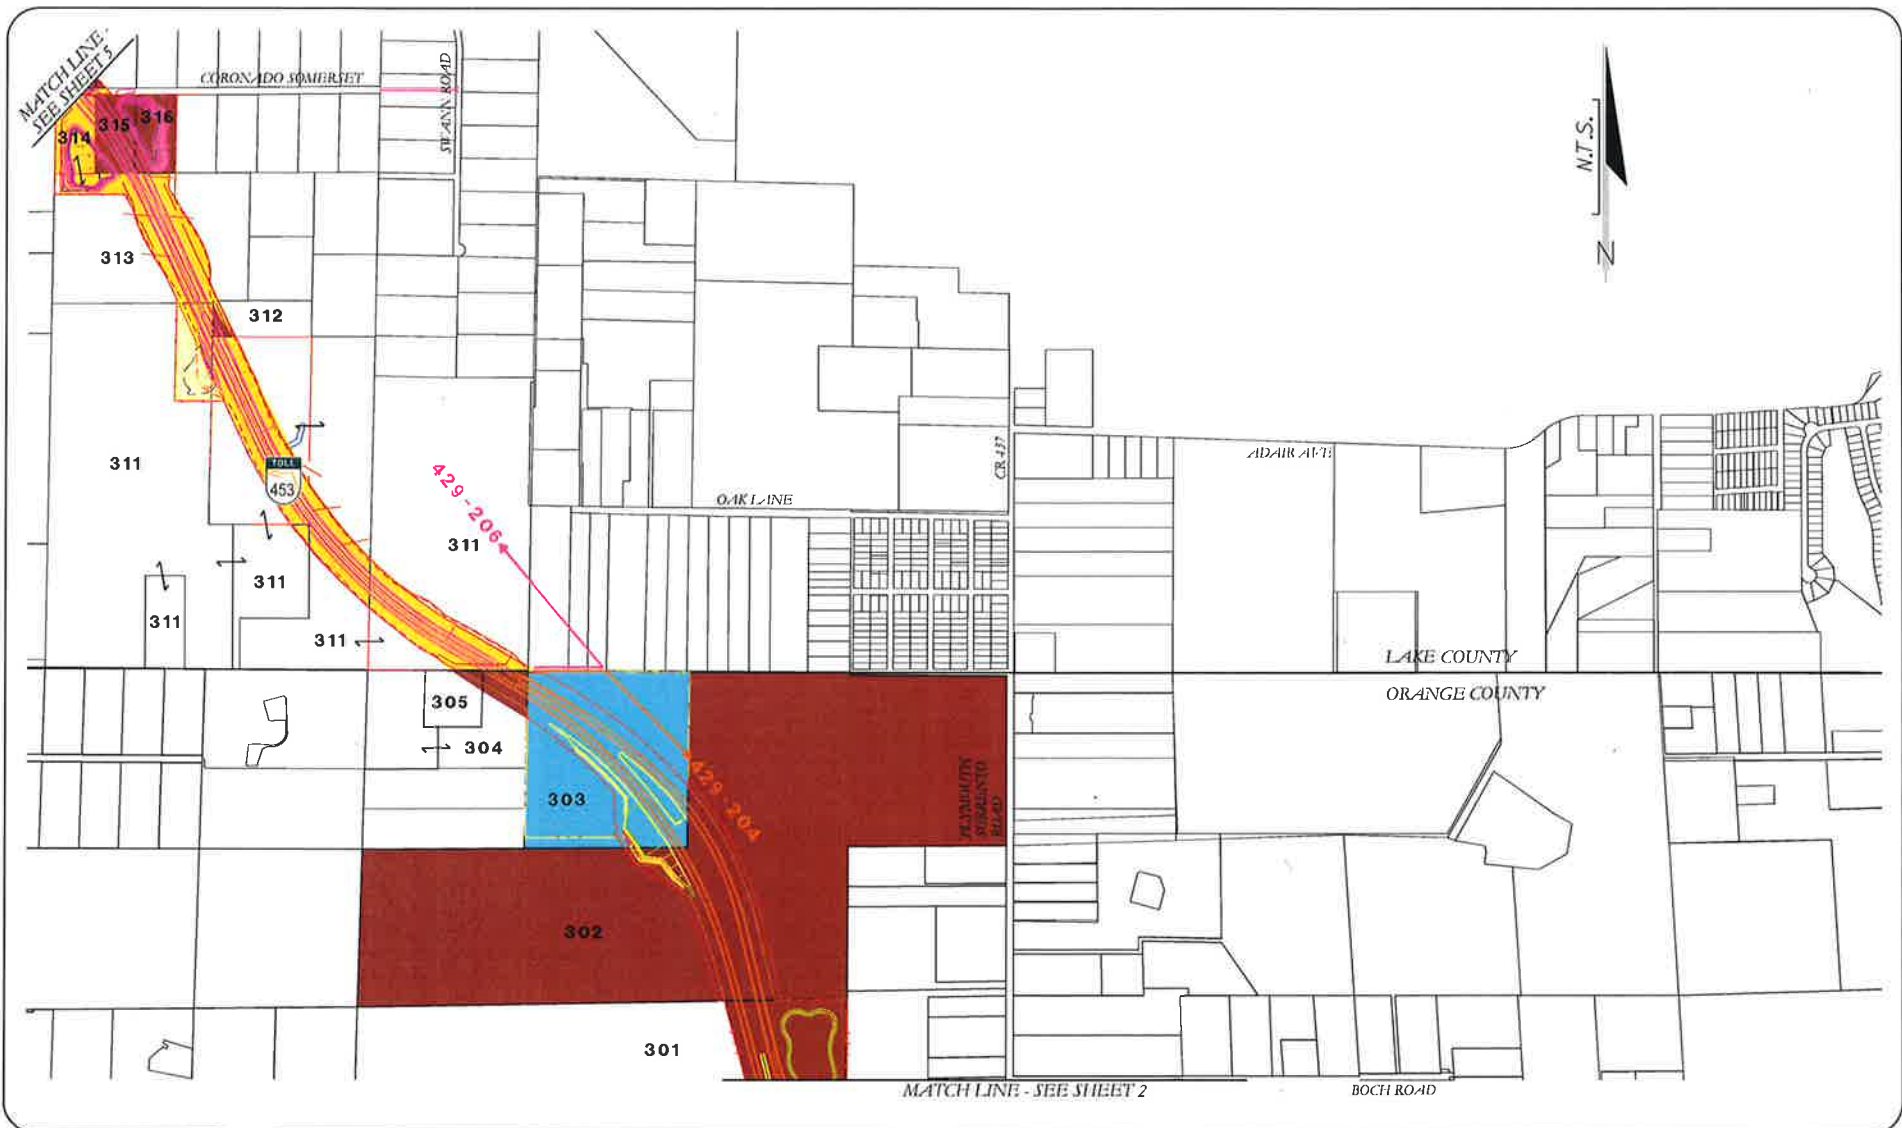 MATCH LINE -
SEE SHEET 5
CORONADO SOMERSET
SWANN ROAD
N.T.S.
N
314
315
316
313
312
311
TOLL
453
429-206
311
OAK LANE
CR 437
ADAIR AVE
311
311
311
LAKE COUNTY
ORANGE COUNTY
305
304
303
429-204
PLYMOUTH
SORRENTO
ROAD
302
301
MATCH LINE - SEE SHEET 2
BOCH ROAD